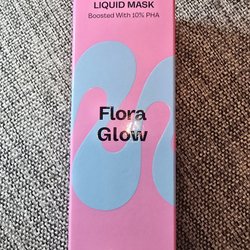 LIQUID MASK
Boosted With 10% PHA
Flora
Glow